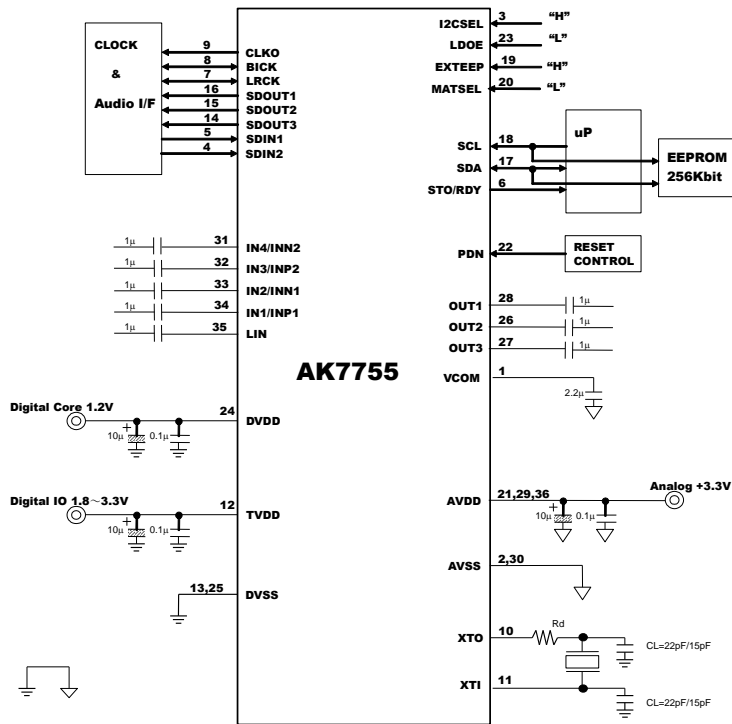 I2CSEL 3 “H”
LDOE 23 “L”
EXTEEP 19 “H”
MATSEL 20 “L”
CLOCK
&
Audio I/F
9 CLKO
8 BICK
7 LRCK
16 SDOUT1
15 SDOUT2
14 SDOUT3
5 SDIN1
4 SDIN2
uP
SCL 18
SDA 17
STO/RDY 6
EEPROM
256Kbit
PDN 22
RESET
CONTROL
1μ 31 IN4/INN2
1μ 32 IN3/INP2
1μ 33 IN2/INN1
1μ 34 IN1/INP1
1μ 35 LIN
OUT1 28 1μ
OUT2 26 1μ
OUT3 27 1μ
AK7755
VCOM 1
2.2μ
Digital Core 1.2V
24 DVDD
+
10μ 0.1μ
Digital IO 1.8～3.3V
12 TVDD
+
10μ 0.1μ
AVDD 21,29,36
Analog +3.3V
+
10μ 0.1μ
AVSS 2,30
13,25 DVSS
XTO 10 Rd
CL=22pF/15pF
XTI 11
CL=22pF/15pF